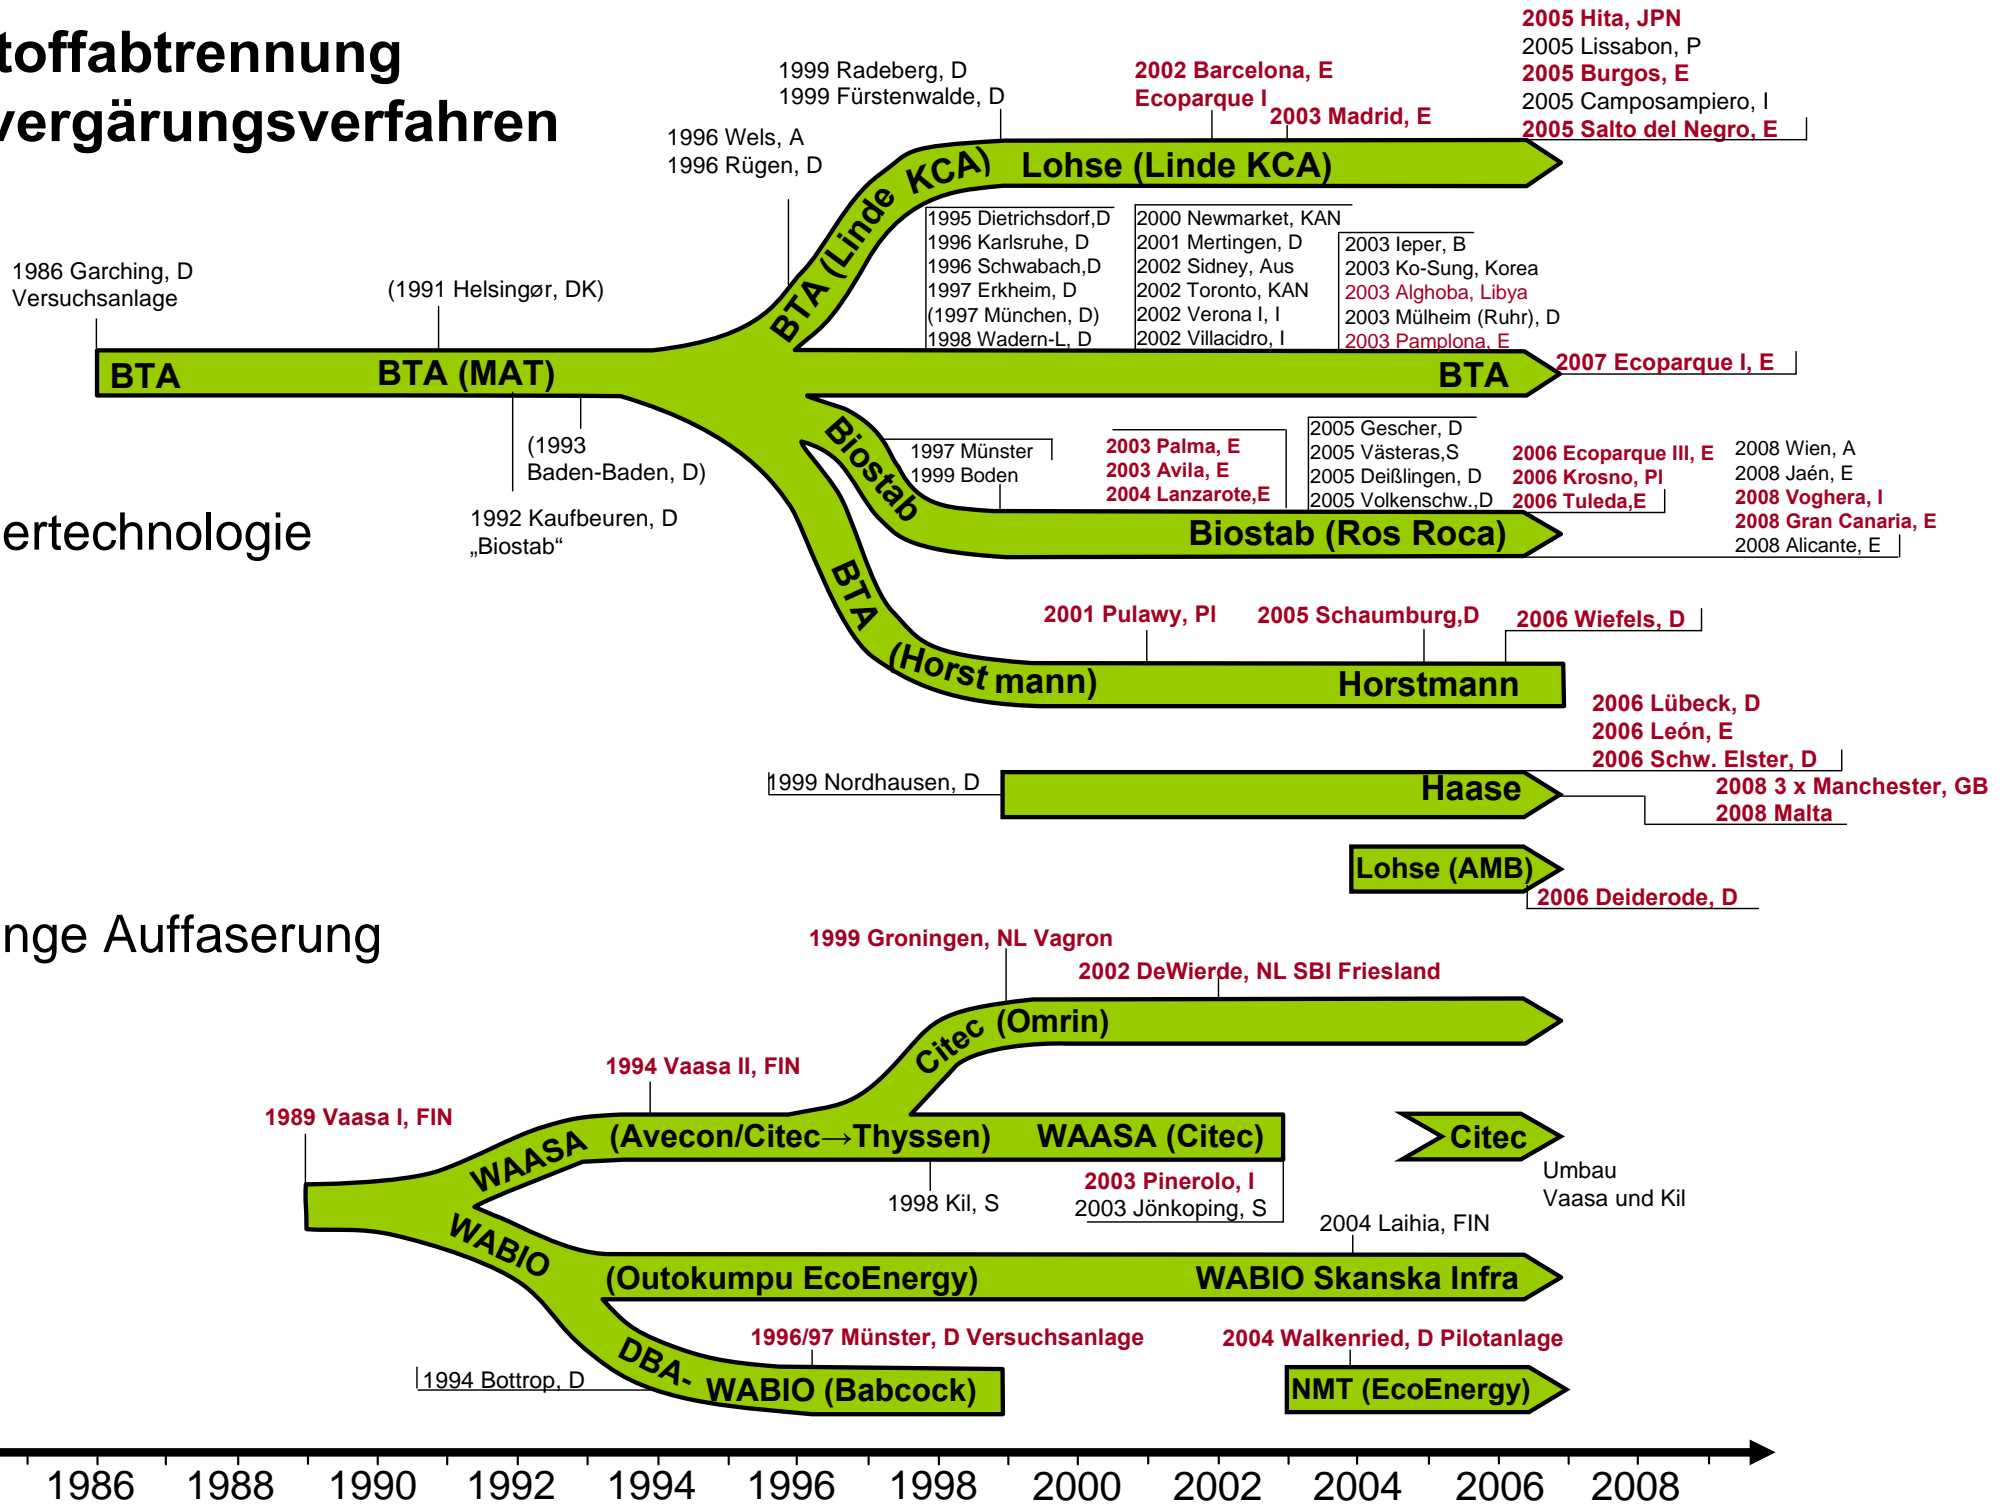 toffabtrennung
vergärungsverfahren
ertechnologie
nge Auffaserung
2005 Hita, JPN
2005 Lissabon, P
2005 Burgos, E
2005 Camposampiero, I
2005 Salto del Negro, E
1999 Radeberg, D
1999 Fürstenwalde, D
2002 Barcelona, E
Ecoparque I
2003 Madrid, E
1996 Wels, A
1996 Rügen, D
BTA (Linde KCA)
Lohse (Linde KCA)
1986 Garching, D
Versuchsanlage
(1991 Helsingør, DK)
1995 Dietrichsdorf,D
1996 Karlsruhe, D
1996 Schwabach,D
1997 Erkheim, D
(1997 München, D)
1998 Wadern-L, D
2000 Newmarket, KAN
2001 Mertingen, D
2002 Sidney, Aus
2002 Toronto, KAN
2002 Verona I, I
2002 Villacidro, I
2003 Ieper, B
2003 Ko-Sung, Korea
2003 Alghoba, Libya
2003 Mülheim (Ruhr), D
2003 Pamplona, E
BTA
BTA (MAT)
BTA
2007 Ecoparque I, E
(1993
Baden-Baden, D)
1992 Kaufbeuren, D
„Biostab“
Biostab
1997 Münster
1999 Boden
2003 Palma, E
2003 Avila, E
2004 Lanzarote,E
2005 Gescher, D
2005 Västeras,S
2005 Deißlingen, D
2005 Volkenschw.,D
2006 Ecoparque III, E
2006 Krosno, Pl
2006 Tuleda,E
2008 Wien, A
2008 Jaén, E
2008 Voghera, I
2008 Gran Canaria, E
2008 Alicante, E
Biostab (Ros Roca)
BTA
(Horst mann)
2001 Pulawy, Pl
2005 Schaumburg,D
2006 Wiefels, D
Horstmann
2006 Lübeck, D
2006 León, E
2006 Schw. Elster, D
1999 Nordhausen, D
Haase
2008 3 x Manchester, GB
2008 Malta
Lohse (AMB)
2006 Deiderode, D
1999 Groningen, NL Vagron
2002 DeWierde, NL SBI Friesland
Citec (Omrin)
1994 Vaasa II, FIN
1989 Vaasa I, FIN
WAASA
(Avecon/Citec→Thyssen)
WAASA (Citec)
Citec
Umbau
Vaasa und Kil
1998 Kil, S
2003 Pinerolo, I
2003 Jönkoping, S
2004 Laihia, FIN
WABIO
(Outokumpu EcoEnergy)
WABIO Skanska Infra
1996/97 Münster, D Versuchsanlage
2004 Walkenried, D Pilotanlage
1994 Bottrop, D
DBA-
WABIO (Babcock)
NMT (EcoEnergy)
1986 1988 1990 1992 1994 1996 1998 2000 2002 2004 2006 2008